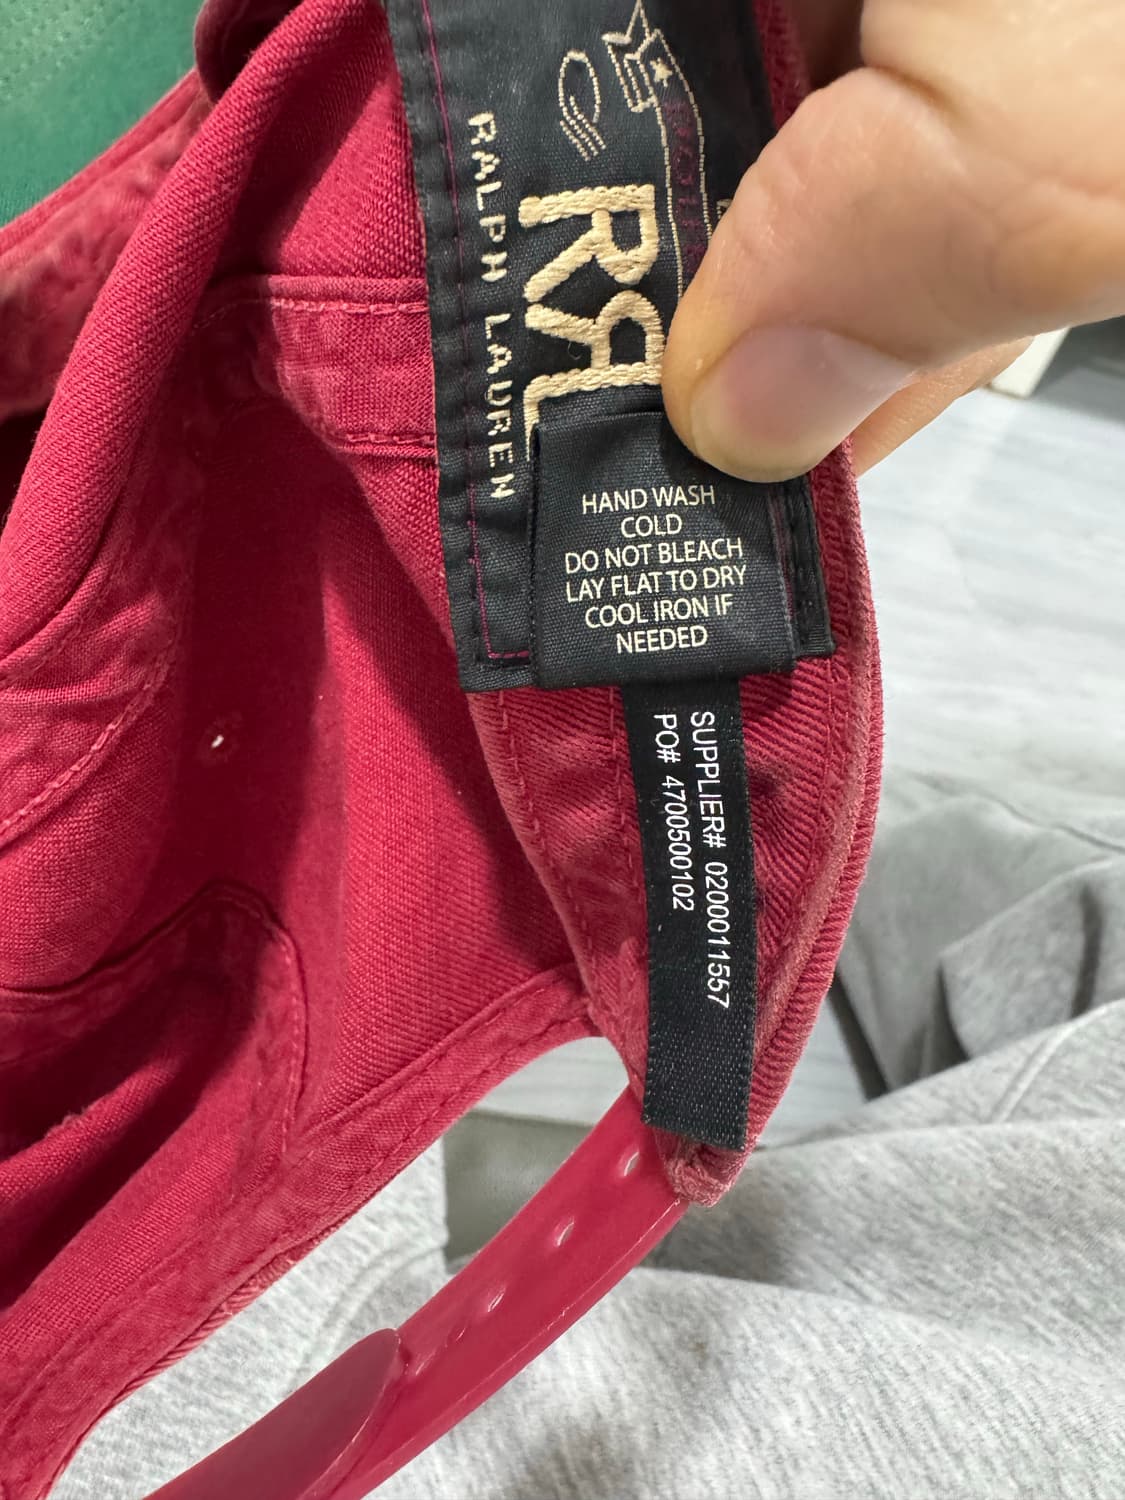 RALPH LAUREN
RRL
HAND WASH
COLD
DO NOT BLEACH
LAY FLAT TO DRY
COOL IRON IF
NEEDED
SUPPLIER# 0200011557
PO# 4700500102